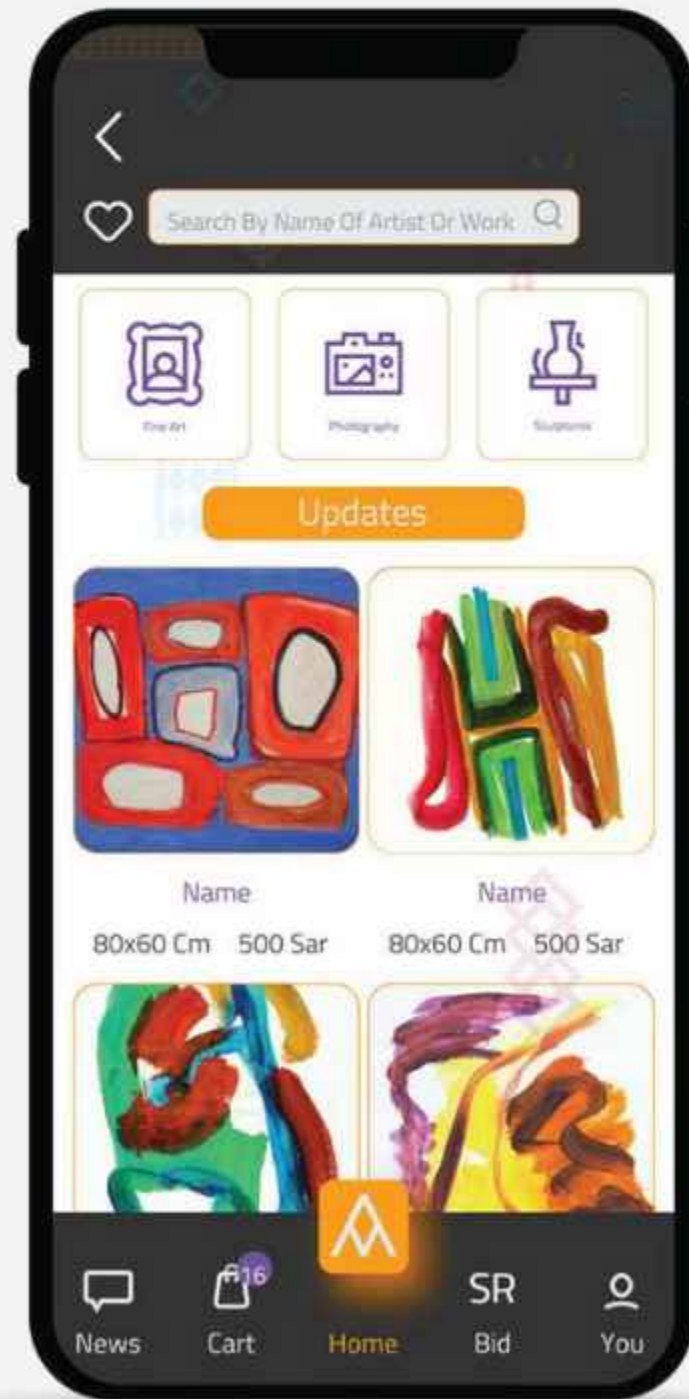 Search By Name Of Artist Or Work
Fine Art Photography Sculptures
Updates
Name Name
80x60 Cm 500 Sar 80x60 Cm 500 Sar
16
SR
News Cart Home Bid You